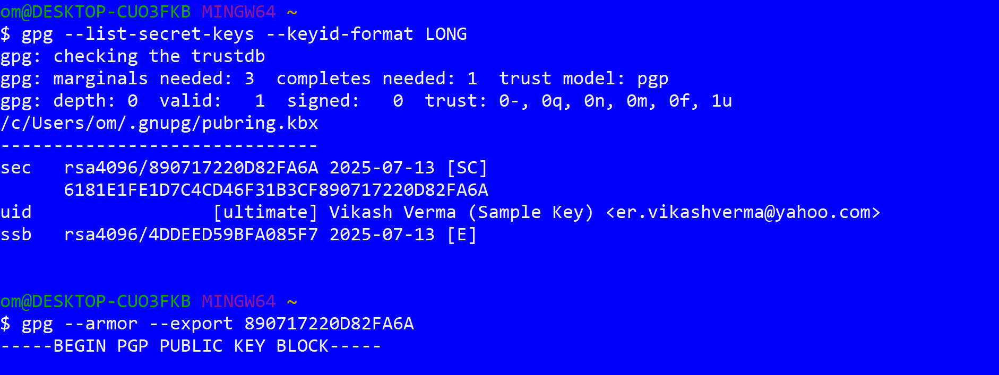 om@DESKTOP-CUO3FKB MINGW64 ~
$ gpg --list-secret-keys --keyid-format LONG
gpg: checking the trustdb
gpg: marginals needed: 3  completes needed: 1  trust model: pgp
gpg: depth: 0  valid:   1  signed:   0  trust: 0-, 0q, 0n, 0m, 0f, 1u
/c/Users/om/.gnupg/pubring.kbx
------------------------------
sec   rsa4096/890717220D82FA6A 2025-07-13 [SC]
      6181E1FE1D7C4CD46F31B3CF890717220D82FA6A
uid                 [ultimate] Vikash Verma (Sample Key) <er.vikashverma@yahoo.com>
ssb   rsa4096/4DDEED59BFA085F7 2025-07-13 [E]
om@DESKTOP-CUO3FKB MINGW64 ~
$ gpg --armor --export 890717220D82FA6A
-----BEGIN PGP PUBLIC KEY BLOCK-----